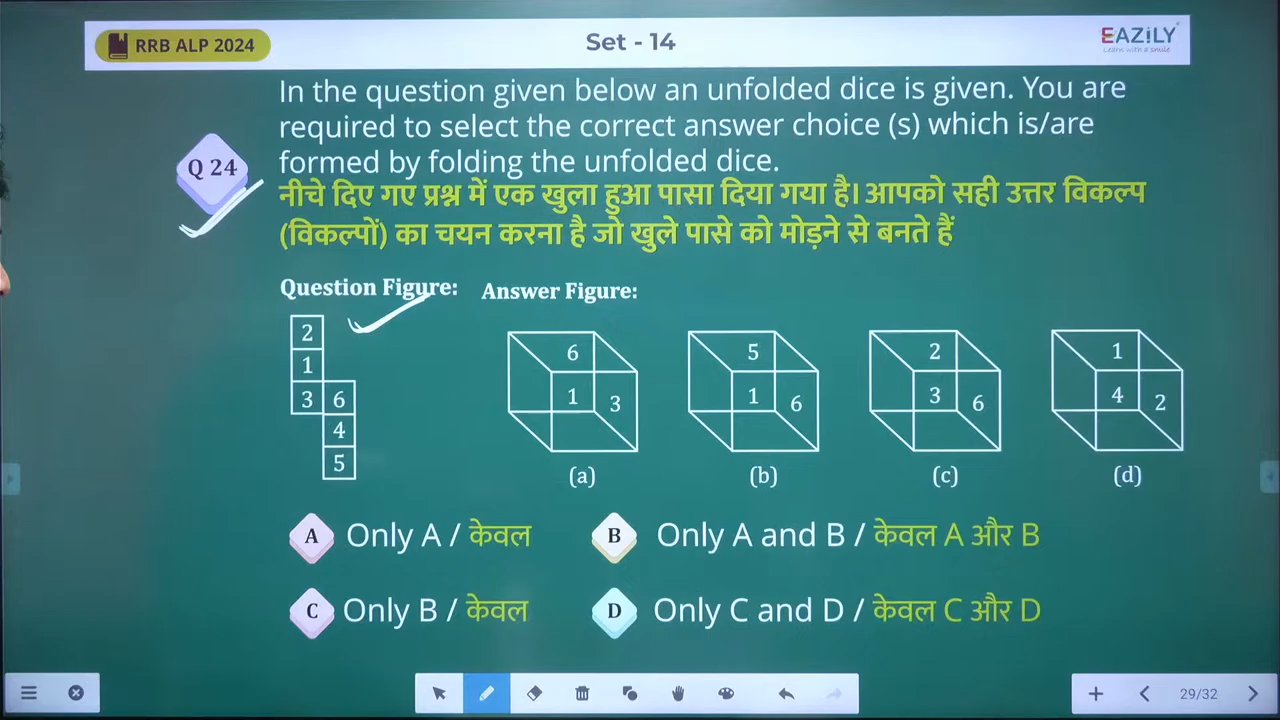 RRB ALP 2024
Set - 14
EAZILY
Learn with a smile
In the question given below an unfolded dice is given. You are
required to select the correct answer choice (s) which is/are
Q 24
formed by folding the unfolded dice.
नीचे दिए गए प्रश्न में एक खुला हुआ पासा दिया गया है। आपको सही उत्तर विकल्प
(विकल्पों) का चयन करना है जो खुले पासे को मोड़ने से बनते हैं
Question Figure: Answer Figure:
2
1
3 6
4
5
6
1 3
(a)
5
1 6
(b)
2
3 6
(c)
1
4 2
(d)
A Only A / केवल
B Only A and B / केवल A और B
C Only B / केवल
D Only C and D / केवल C और D
29/32